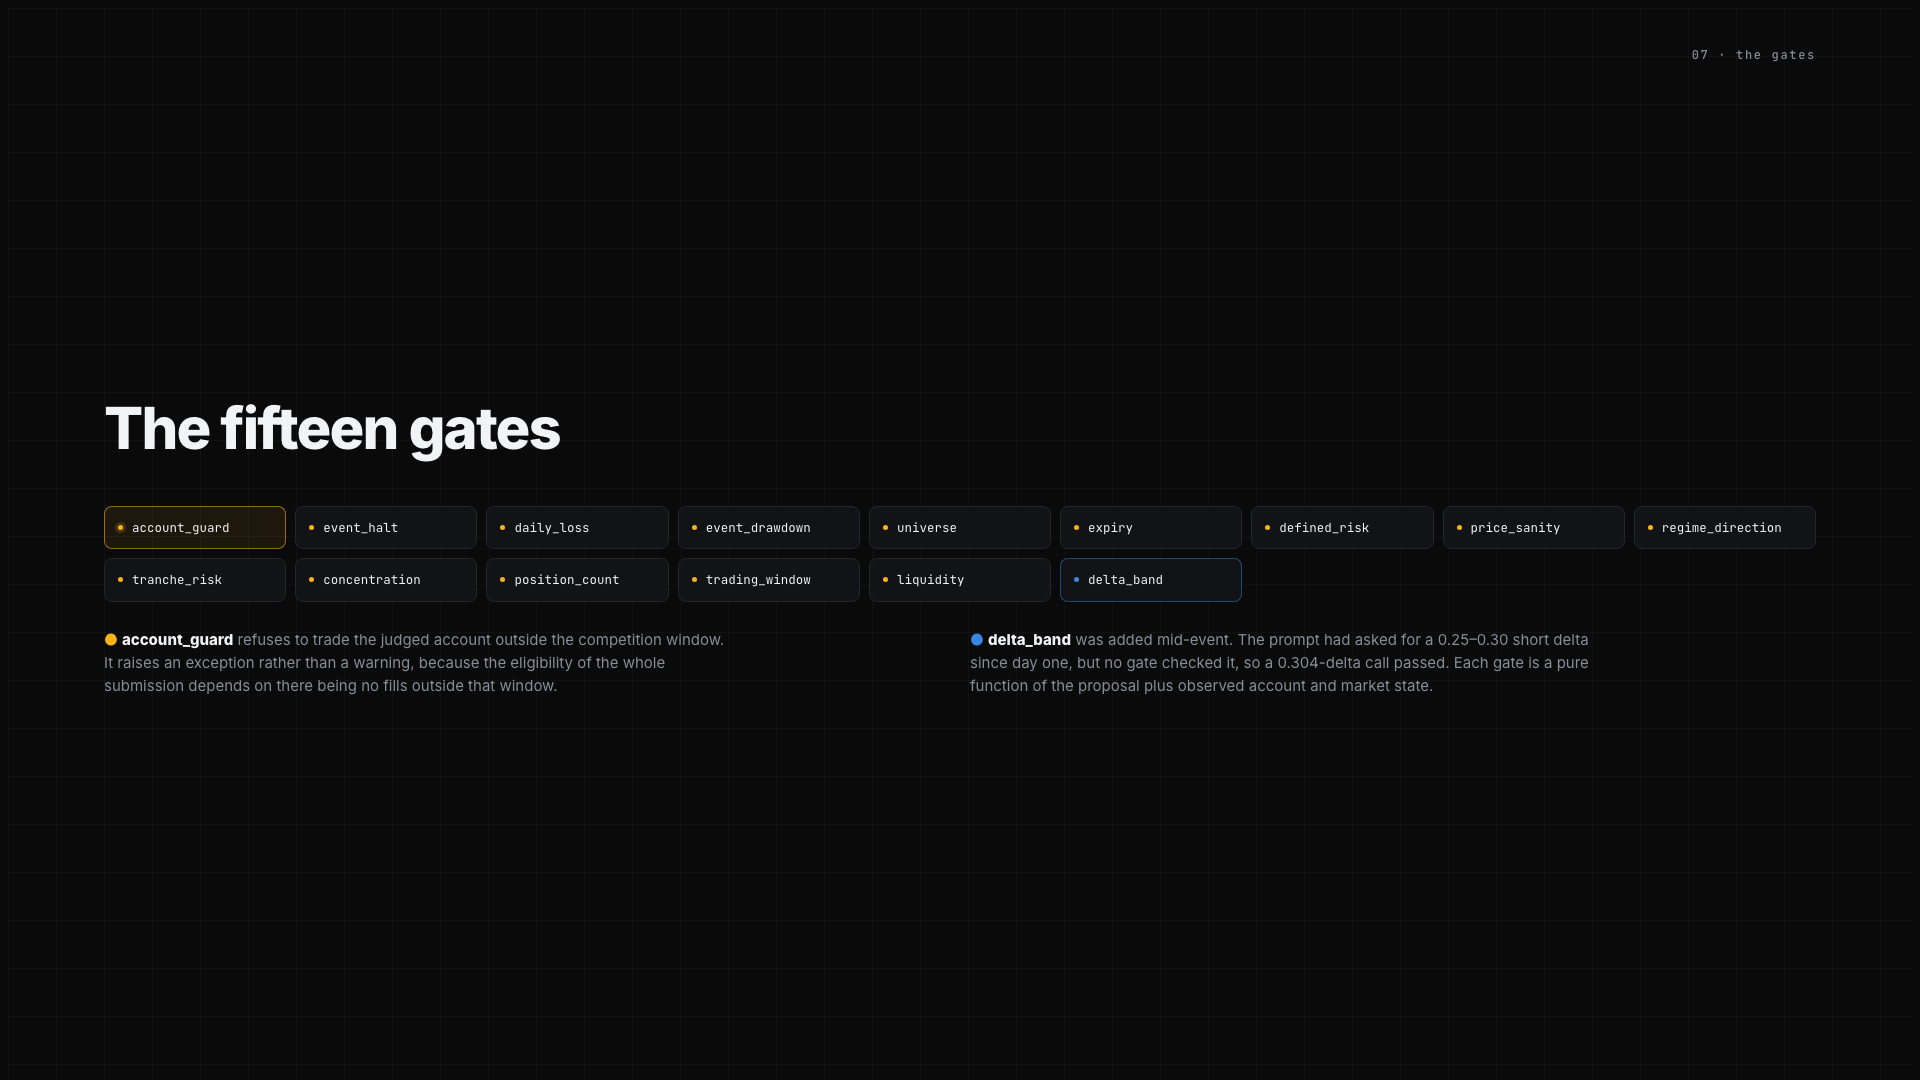 07 · the gates
The fifteen gates
account_guard event_halt daily_loss event_drawdown universe expiry defined_risk price_sanity regime_direction
tranche_risk concentration position_count trading_window liquidity delta_band
account_guard refuses to trade the judged account outside the competition window.
It raises an exception rather than a warning, because the eligibility of the whole
submission depends on there being no fills outside that window.
delta_band was added mid-event. The prompt had asked for a 0.25–0.30 short delta
since day one, but no gate checked it, so a 0.304-delta call passed. Each gate is a pure
function of the proposal plus observed account and market state.